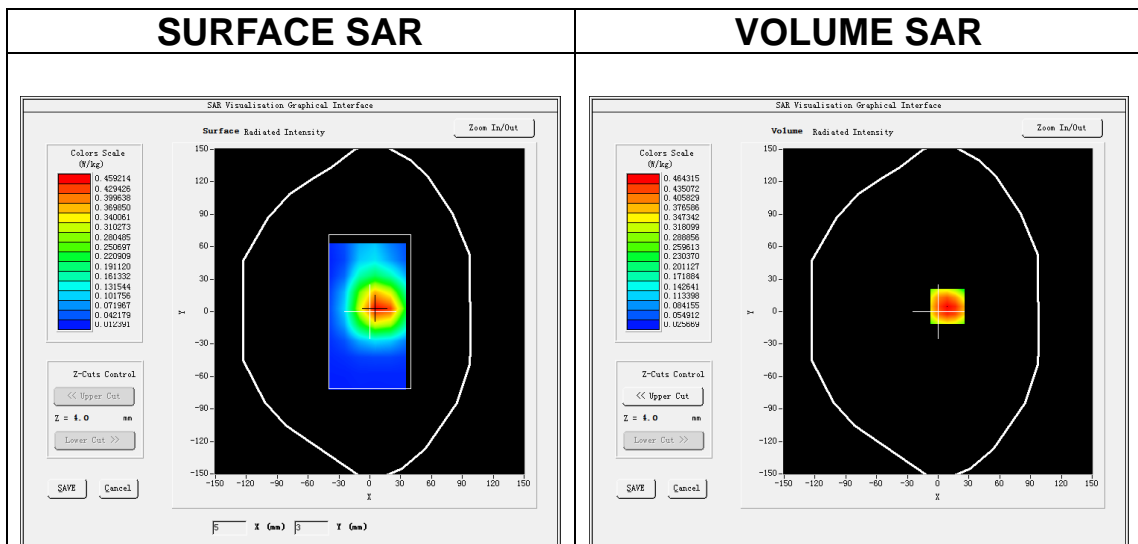 SURFACE SAR
VOLUME SAR
SAR Visualisation Graphical Interface
Surface Radiated Intensity
Zoom In/Out
Colors Scale
(W/kg)
0.459214
0.429426
0.399638
0.369850
0.340061
0.310273
0.280485
0.250697
0.220909
0.191120
0.161332
0.131544
0.101756
0.071967
0.042179
0.012391
150
120
90
60
30
0
-30
-60
-90
-120
-150
Y
-150 -120 -90 -60 -30 0 30 60 90 120 150
X
Z-Cuts Control
<< Upper Cut
Z = 4.0 mm
Lower Cut >>
SAVE Cancel
5 X (mm) 3 Y (mm)
SAR Visualisation Graphical Interface
Volume Radiated Intensity
Zoom In/Out
Colors Scale
(W/kg)
0.464315
0.435072
0.405829
0.376586
0.347342
0.318099
0.288856
0.259613
0.230370
0.201127
0.171884
0.142641
0.113398
0.084155
0.054912
0.025669
150
120
90
60
30
0
-30
-60
-90
-120
-150
Y
-150 -120 -90 -60 -30 0 30 60 90 120 150
X
Z-Cuts Control
<< Upper Cut
Z = 4.0 mm
Lower Cut >>
SAVE Cancel